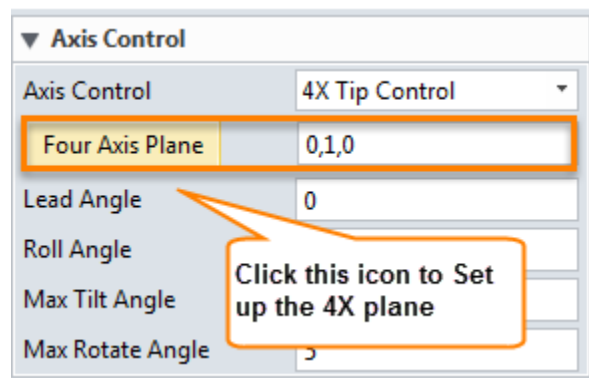 Axis Control
Axis Control 4X Tip Control
Four Axis Plane 0,1,0
Lead Angle 0
Roll Angle
Click this icon to Set
Max Tilt Angle
up the 4X plane
Max Rotate Angle